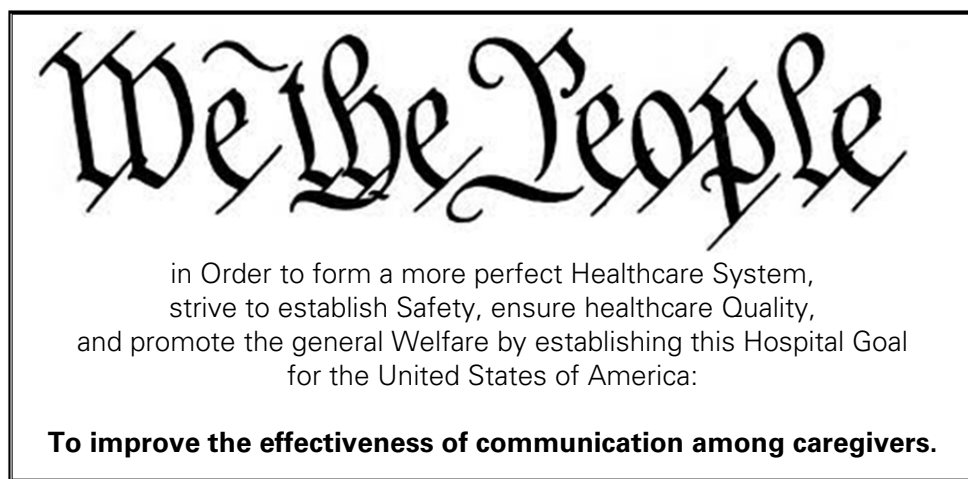 We the People
in Order to form a more perfect Healthcare System,
strive to establish Safety, ensure healthcare Quality,
and promote the general Welfare by establishing this Hospital Goal
for the United States of America:
To improve the effectiveness of communication among caregivers.